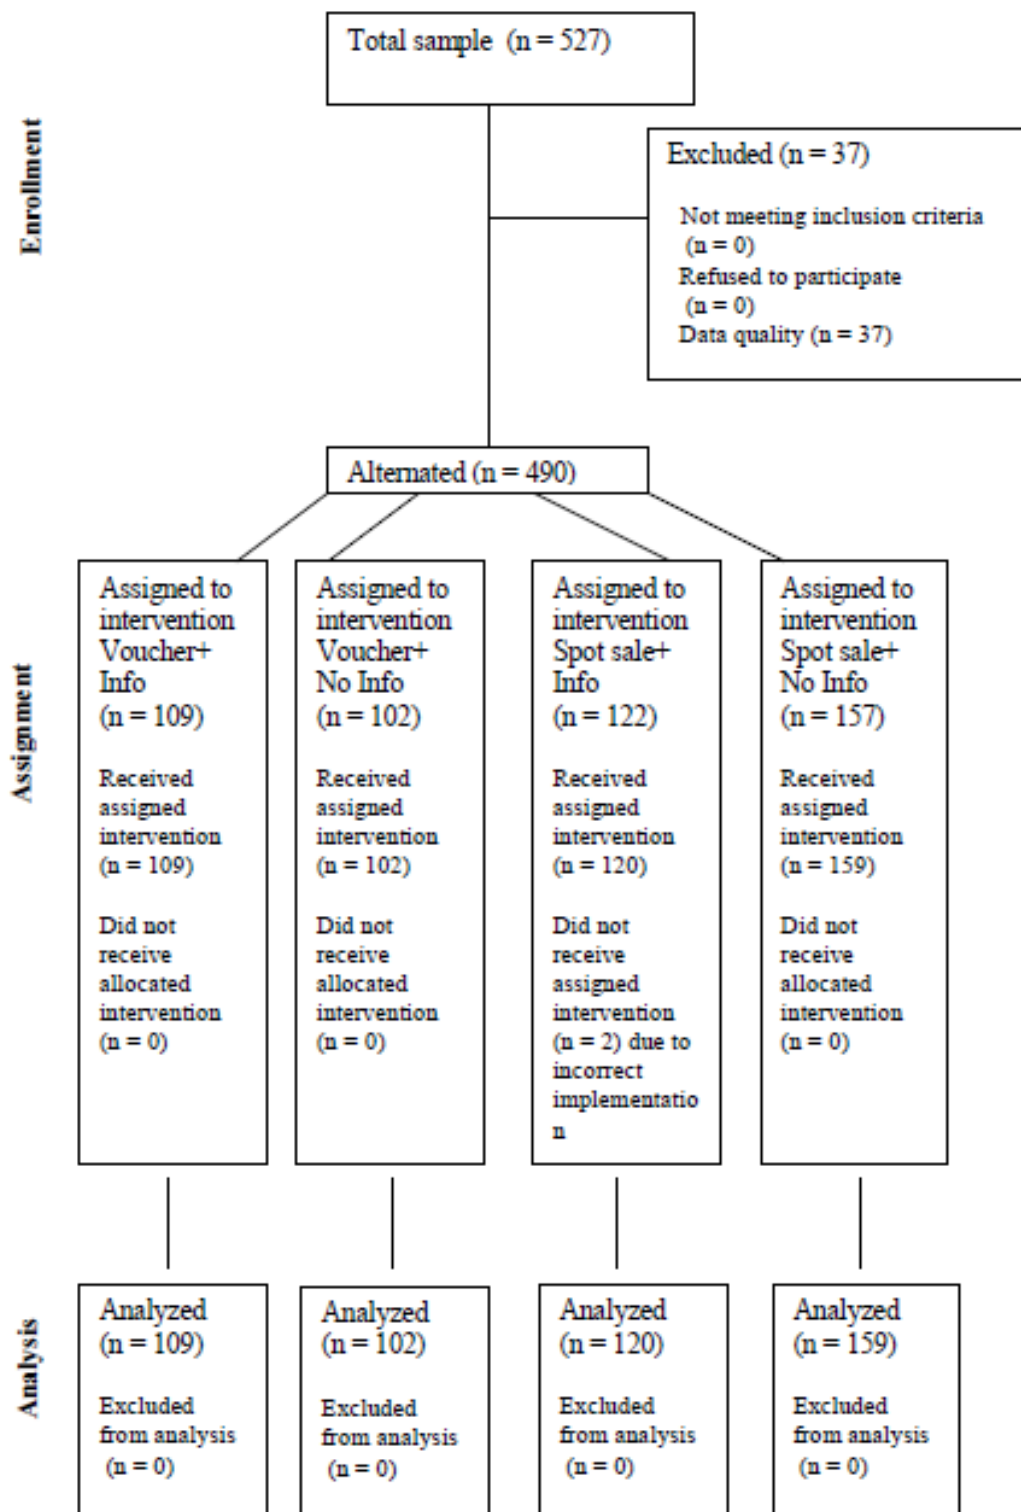 Total sample (n = 527)
Enrollment
Excluded (n = 37)
Not meeting inclusion criteria
(n = 0)
Refused to participate
(n = 0)
Data quality (n = 37)
Alternated (n = 490)
Assignment
Assigned to
intervention
Voucher+
Info
(n = 109)
Received
assigned
intervention
(n = 109)
Did not
receive
allocated
intervention
(n = 0)
Assigned to
intervention
Voucher+
No Info
(n = 102)
Received
assigned
intervention
(n = 102)
Did not
receive
allocated
intervention
(n = 0)
Assigned to
intervention
Spot sale+
Info
(n = 122)
Received
assigned
intervention
(n = 120)
Did not
receive
assigned
intervention
(n = 2) due to
incorrect
implementatio
n
Assigned to
intervention
Spot sale+
No Info
(n = 157)
Received
assigned
intervention
(n = 159)
Did not
receive
allocated
intervention
(n = 0)
Analysis
Analyzed
(n = 109)
Excluded
from analysis
(n = 0)
Analyzed
(n = 102)
Excluded
from analysis
(n = 0)
Analyzed
(n = 120)
Excluded
from analysis
(n = 0)
Analyzed
(n = 159)
Excluded
from analysis
(n = 0)